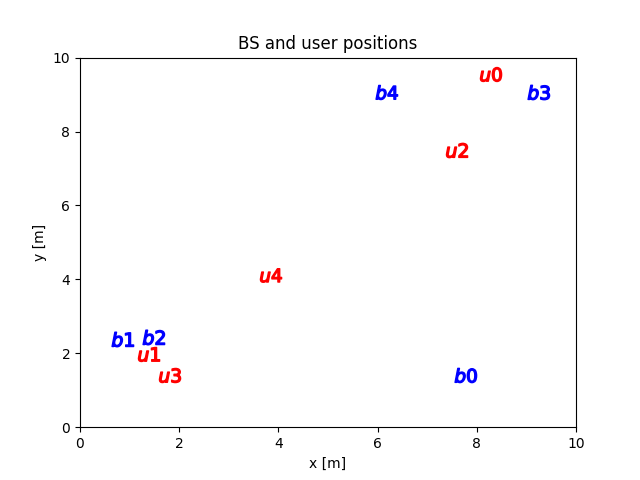 BS and user positions
10
u0
b4
b3
8
u2
6
y [m]
u4
4
b1
b2
2
u1
u3
b0
0
0 2 4 6 8 10
x [m]